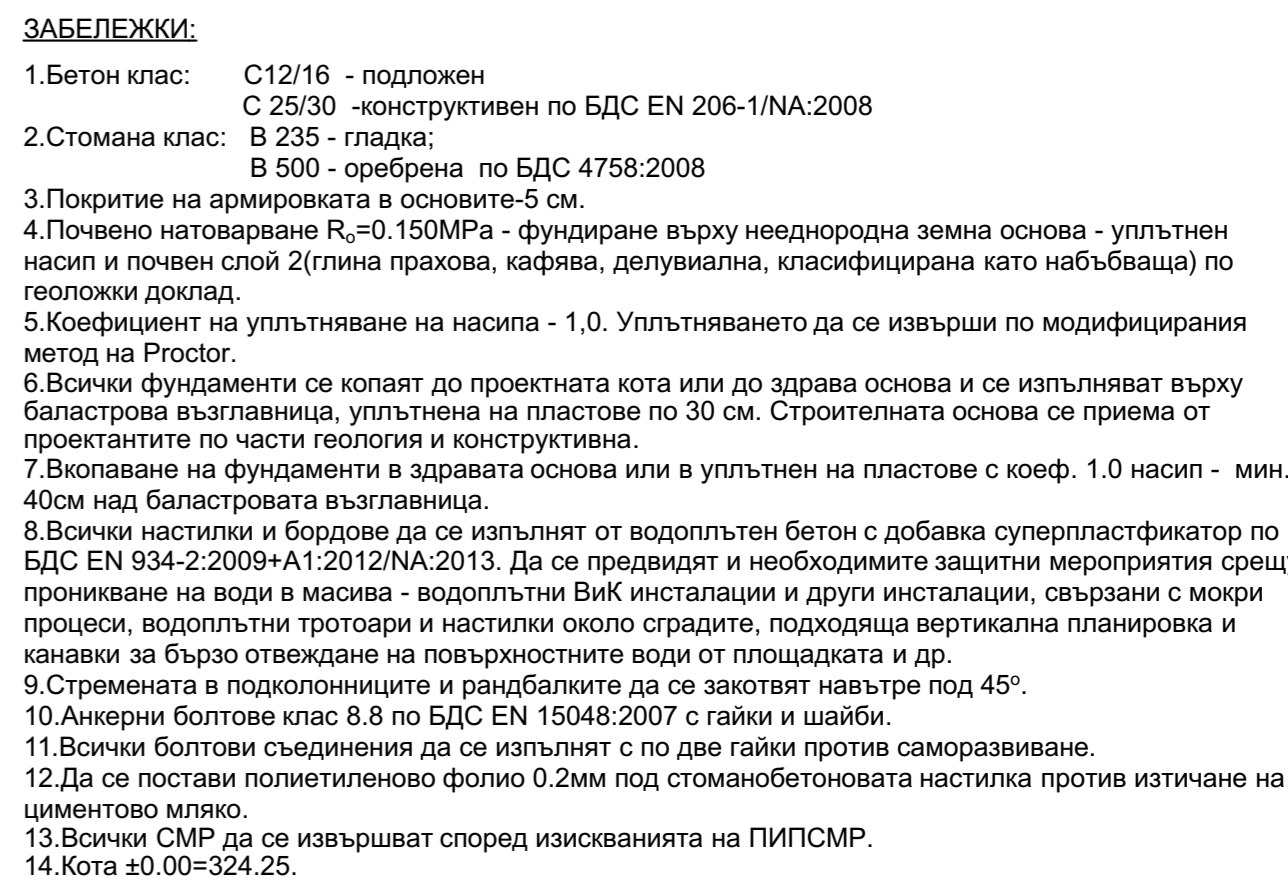 ЗАБЕЛЕЖКИ:
1.Бетон клас: С12/16 - подложен
С 25/30 -конструктивен по БДС EN 206-1/NA:2008
2.Стомана клас: В 235 - гладка;
В 500 - оребрена по БДС 4758:2008
3.Покритие на армировката в основите-5 см.
4.Почвено натоварване Rₒ=0.150MPa - фундиране върху нееднородна земна основа - уплътнен
насип и почвен слой 2(глина прахова, кафява, делувиална, класифицирана като набъбваща) по
геоложки доклад.
5.Коефициент на уплътняване на насипа - 1,0. Уплътняването да се извърши по модифицирания
метод на Proctor.
6.Всички фундаменти се копаят до проектната кота или до здрава основа и се изпълняват върху
баластрова възглавница, уплътнена на пластове по 30 см. Строителната основа се приема от
проектантите по части геология и конструктивна.
7.Вкопаване на фундаменти в здравата основа или в уплътнен на пластове с коеф. 1.0 насип - мин.
40см над баластровата възглавница.
8.Всички настилки и бордове да се изпълнят от водоплътен бетон с добавка суперпластфикатор по
БДС EN 934-2:2009+A1:2012/NA:2013. Да се предвидят и необходимите защитни мероприятия срещу
проникване на води в масива - водоплътни ВиК инсталации и други инсталации, свързани с мокри
процеси, водоплътни тротоари и настилки около сградите, подходяща вертикална планировка и
канавки за бързо отвеждане на повърхностните води от площадката и др.
9.Стремената в подколонниците и рандбалките да се закотвят навътре под 45º.
10.Анкерни болтове клас 8.8 по БДС EN 15048:2007 с гайки и шайби.
11.Всички болтови съединения да се изпълнят с по две гайки против саморазвиване.
12.Да се постави полиетиленово фолио 0.2мм под стоманобетоновата настилка против изтичане на
циментово мляко.
13.Всички СМР да се извършват според изискванията на ПИПСМР.
14.Кота ±0.00=324.25.